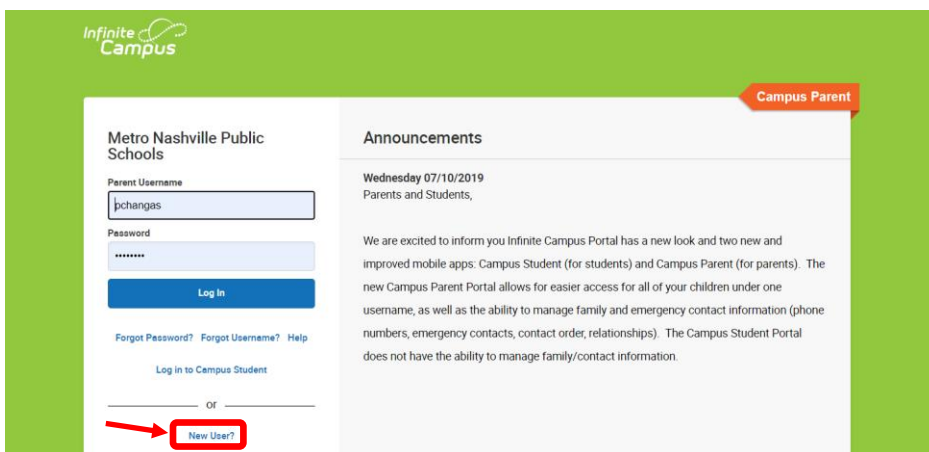 Infinite
Campus
Campus Parent
Metro Nashville Public
Schools
Parent Username
pchangas
Password
••••••••
Log In
Forgot Password? Forgot Username? Help
Log in to Campus Student
or
New User?
Announcements
Wednesday 07/10/2019
Parents and Students,
We are excited to inform you Infinite Campus Portal has a new look and two new and
improved mobile apps: Campus Student (for students) and Campus Parent (for parents). The
new Campus Parent Portal allows for easier access for all of your children under one
username, as well as the ability to manage family and emergency contact information (phone
numbers, emergency contacts, contact order, relationships). The Campus Student Portal
does not have the ability to manage family/contact information.